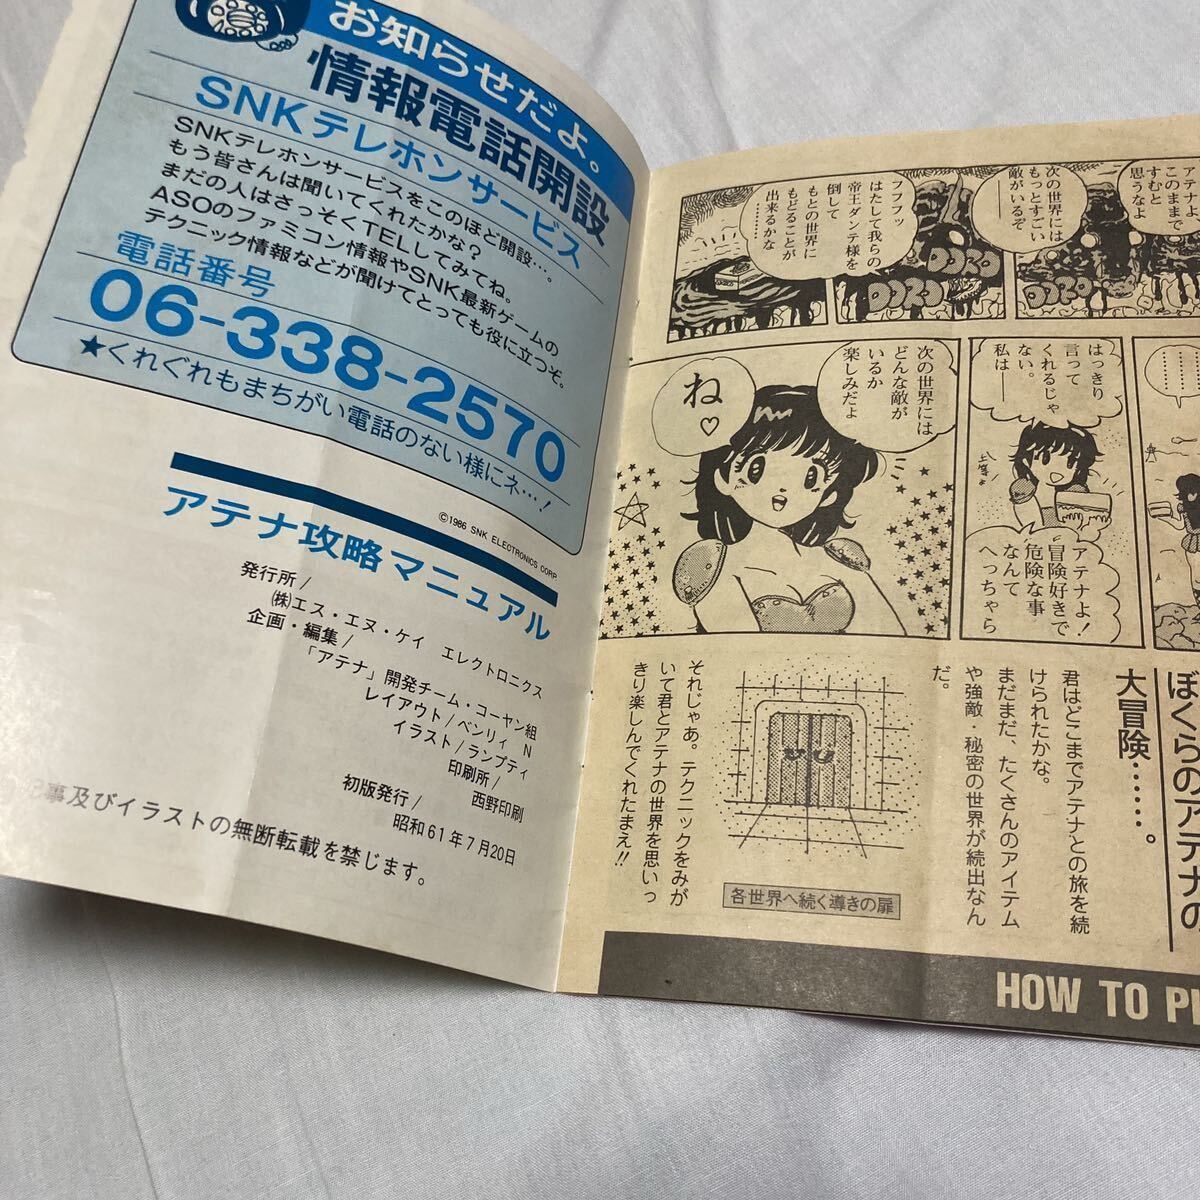 お知らせだよ。
情報電話開設
SNKテレホンサービス
SNKテレホンサービスをこのほど開設…。
もう皆さんは聞いてくれたかな?
まだの人はさっそくTELしてみてね。
ASOのファミコン情報やSNK最新ゲームの
テクニック情報などが聞けてとっても役に立つぞ。
電話番号
06-338-2570
★くれぐれもまちがい電話のない様にネ…!
©1986 SNK ELECTRONICS CORP.
アテナ攻略マニュアル
発行所/
㈱エス・エヌ・ケイ エレクトロニクス
企画・編集/
「アテナ」開発チーム・コーヤン組
レイアウト/ベンリィ N
イラスト/ランプティ
印刷所/
西野印刷
初版発行/
昭和61年7月20日
記事及びイラストの無断転載を禁じます。
アテナよ、
このままで
すむと
思うなよ
次の世界には
もっとすごい
敵がいるぞ
フフフッ
はたして我らの
帝王ダンテ様を
倒して
もとの世界に
もどることが
出来るかな
…………
はっきり
言って
くれるじゃ
ない。
私は──
アテナよ!
冒険好きで
危険な事
なんて
へっちゃら
次の世界には
どんな敵が
いるか
楽しみだよ
ね♡
ぼくらのアテナの
大冒険……。
君はどこまでアテナとの旅を続
けられたかな。
まだまだ、たくさんのアイテム
や強敵・秘密の世界が続出なん
だ。
各世界へ続く導きの扉
それじゃあ。テクニックをみが
いて君とアテナの世界を思いっ
きり楽しんでくれたまえ!!
HOW TO